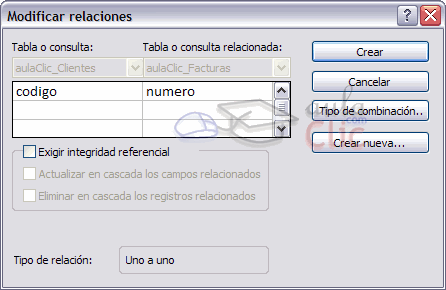 Modificar relaciones
Tabla o consulta: Tabla o consulta relacionada:
aulaClic_Clientes aulaClic_Facturas
codigo numero
Exigir integridad referencial
Actualizar en cascada los campos relacionados
Eliminar en cascada los registros relacionados
Tipo de relación: Uno a uno
Crear
Cancelar
Tipo de combinación..
Crear nueva...
aula
Clic
.com